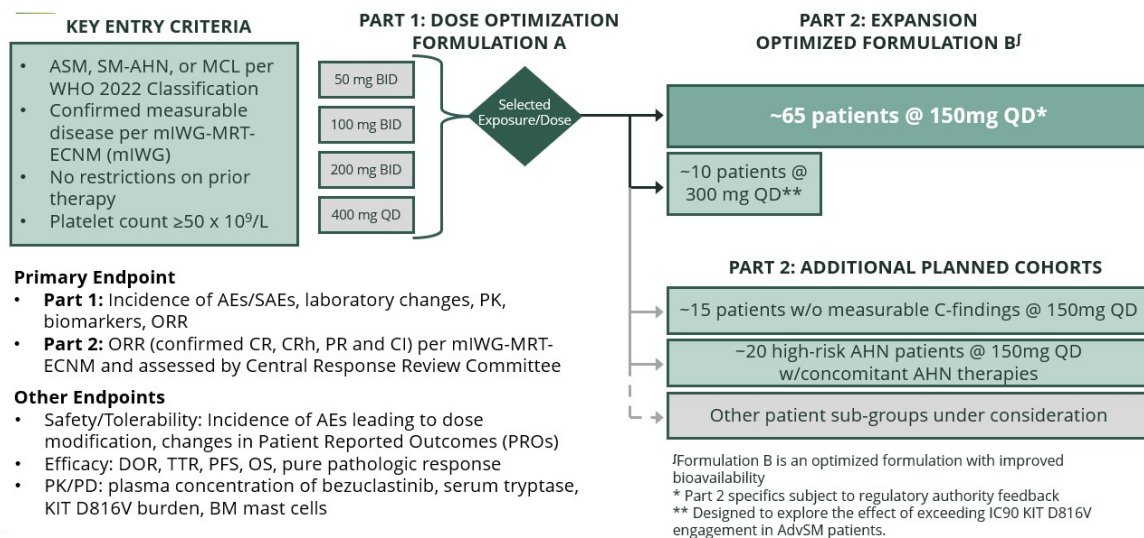 KEY ENTRY CRITERIA
• ASM, SM-AHN, or MCL per
WHO 2022 Classification
• Confirmed measurable
disease per mIWG-MRT-
ECNM (mIWG)
• No restrictions on prior
therapy
• Platelet count ≥50 x 10⁹/L
PART 1: DOSE OPTIMIZATION
FORMULATION A
50 mg BID
100 mg BID
200 mg BID
400 mg QD
Selected
Exposure/Dose
PART 2: EXPANSION
OPTIMIZED FORMULATION B⨛
~65 patients @ 150mg QD*
~10 patients @
300 mg QD**
PART 2: ADDITIONAL PLANNED COHORTS
~15 patients w/o measurable C-findings @ 150mg QD
~20 high-risk AHN patients @ 150mg QD
w/concomitant AHN therapies
Other patient sub-groups under consideration
Primary Endpoint
• Part 1: Incidence of AEs/SAEs, laboratory changes, PK,
biomarkers, ORR
• Part 2: ORR (confirmed CR, CRh, PR and CI) per mIWG-MRT-
ECNM and assessed by Central Response Review Committee
Other Endpoints
• Safety/Tolerability: Incidence of AEs leading to dose
modification, changes in Patient Reported Outcomes (PROs)
• Efficacy: DOR, TTR, PFS, OS, pure pathologic response
• PK/PD: plasma concentration of bezuclastinib, serum tryptase,
KIT D816V burden, BM mast cells
⨛Formulation B is an optimized formulation with improved
bioavailability
* Part 2 specifics subject to regulatory authority feedback
** Designed to explore the effect of exceeding IC90 KIT D816V
engagement in AdvSM patients.